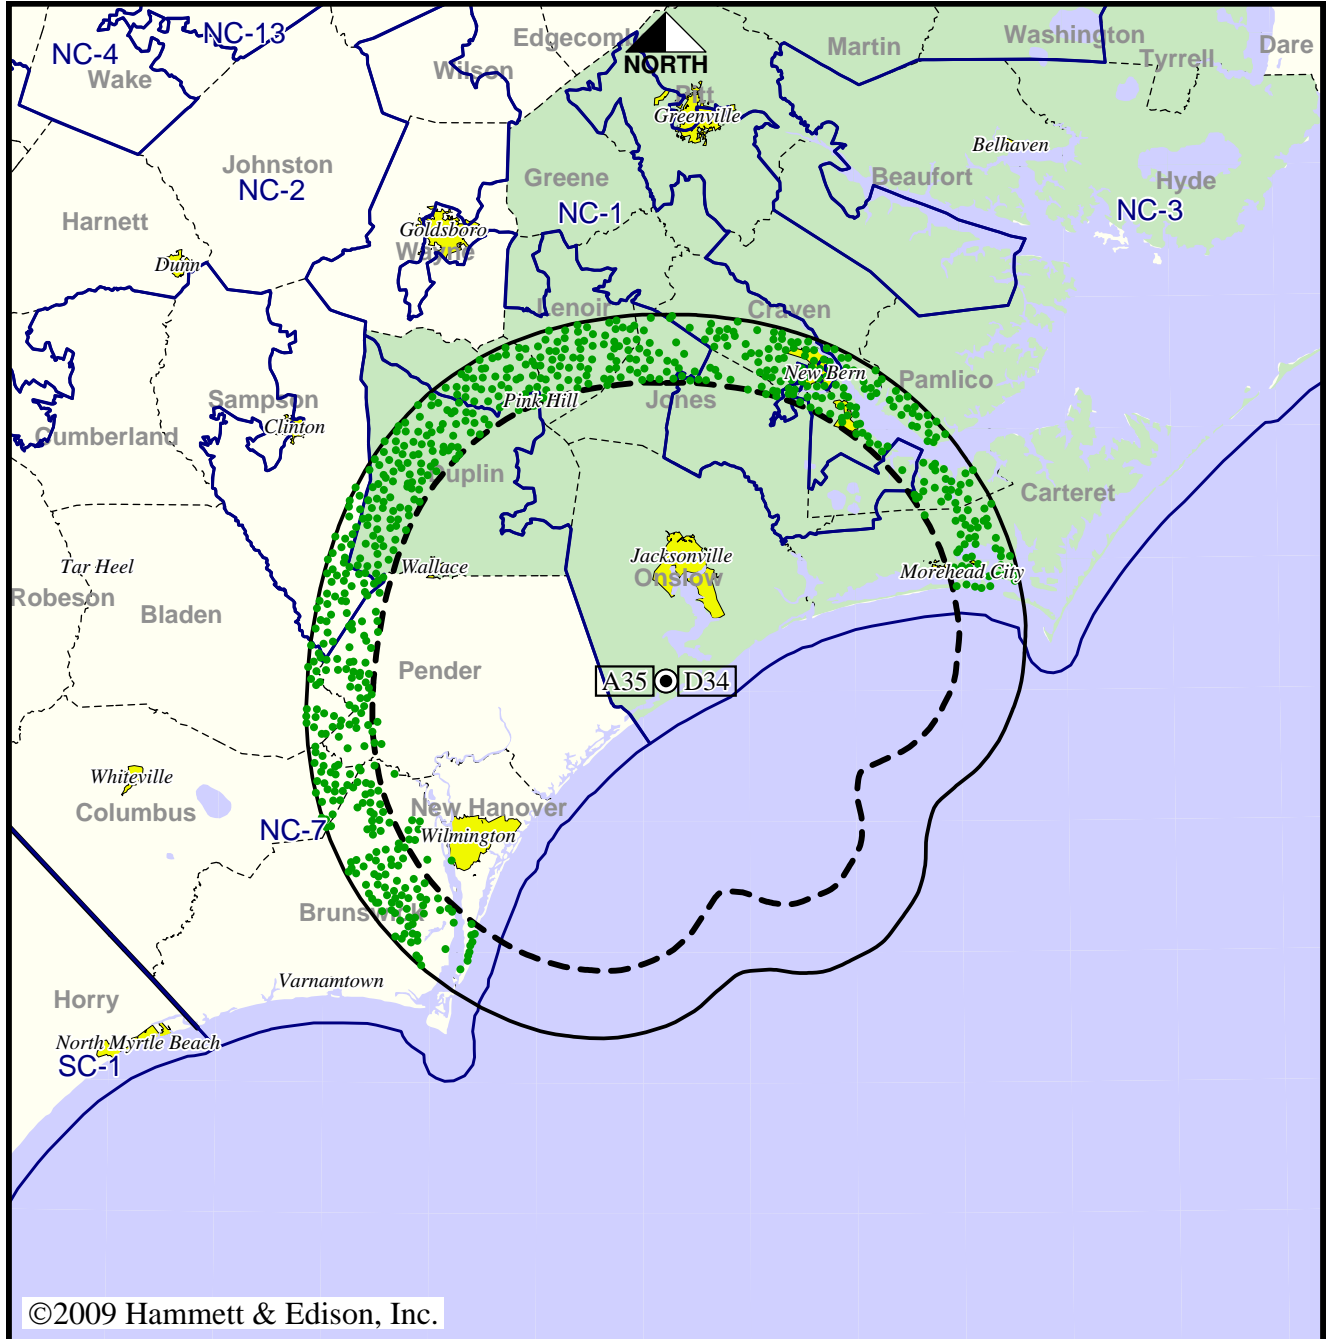 NC-13
NC-4
Wake
Edgecomb
Wilson
NORTH
Martin
Washington
Tyrrell
Dare
Pitt
Greenville
Johnston
NC-2
Greene
NC-1
Belhaven
Beaufort
Hyde
NC-3
Harnett
Dunn
Goldsboro
Wayne
Lenoir
Craven
Sampson
Clinton
Cumberland
Pink Hill
Jones
New Bern
Pamlico
Duplin
Carteret
Tar Heel
Robeson
Bladen
Wallace
Jacksonville
Onslow
Morehead City
Pender
A35
D34
Whiteville
Columbus
NC-7
New Hanover
Wilmington
Brunswick
Varnamtown
Horry
North Myrtle Beach
SC-1
©2009 Hammett & Edison, Inc.